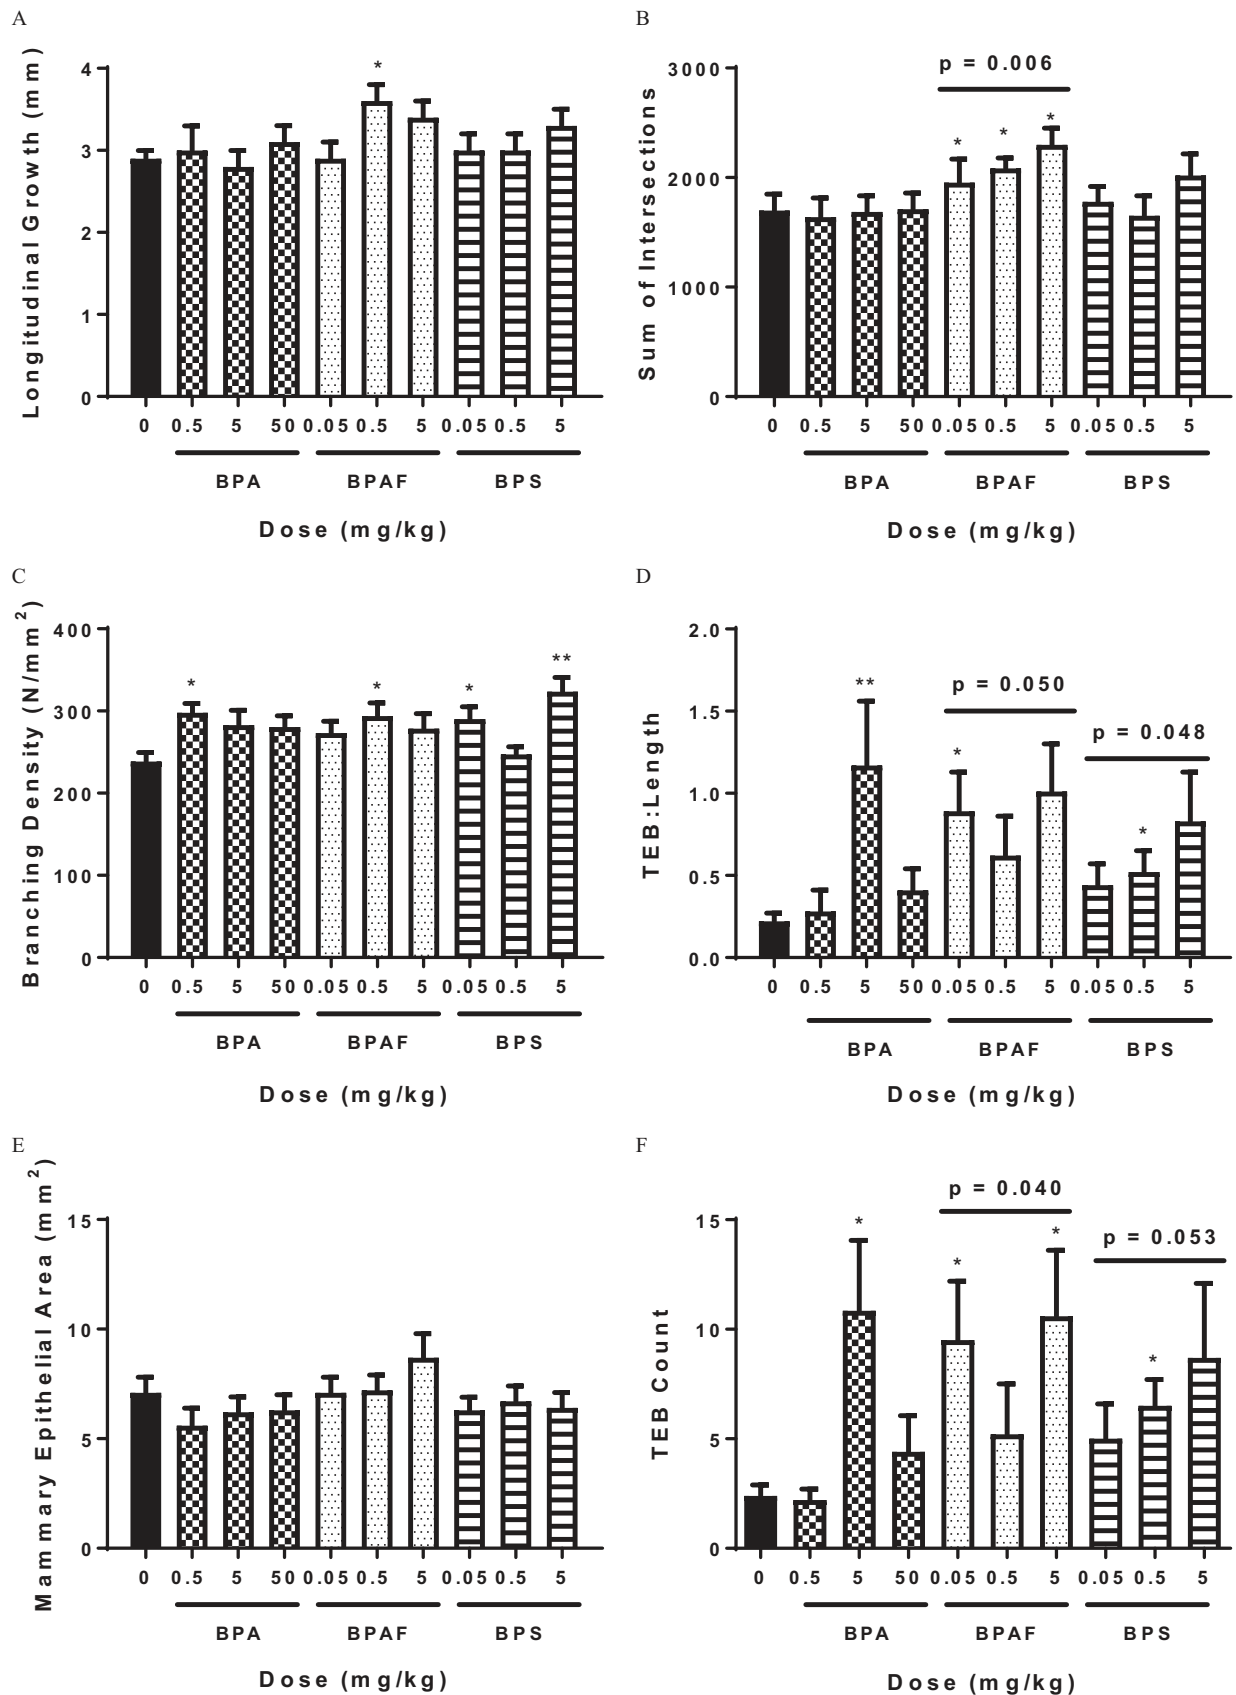 A
Longitudinal Growth (mm)
4
3
2
1
0
*
0 0.5 5 50 0.05 0.5 5 0.05 0.5 5
BPA BPAF BPS
Dose (mg/kg)
B
Sum of Intersections
3000
2000
1000
0
p = 0.006
* * *
0 0.5 5 50 0.05 0.5 5 0.05 0.5 5
BPA BPAF BPS
Dose (mg/kg)
C
Branching Density (N/mm²)
400
300
200
100
0
* * * **
0 0.5 5 50 0.05 0.5 5 0.05 0.5 5
BPA BPAF BPS
Dose (mg/kg)
D
TEB:Length
2.0
1.5
1.0
0.5
0.0
** * *
p = 0.050
p = 0.048
0 0.5 5 50 0.05 0.5 5 0.05 0.5 5
BPA BPAF BPS
Dose (mg/kg)
E
Mammary Epithelial Area (mm²)
15
10
5
0
0 0.5 5 50 0.05 0.5 5 0.05 0.5 5
BPA BPAF BPS
Dose (mg/kg)
F
TEB Count
15
10
5
0
p = 0.040
p = 0.053
* * * *
0 0.5 5 50 0.05 0.5 5 0.05 0.5 5
BPA BPAF BPS
Dose (mg/kg)